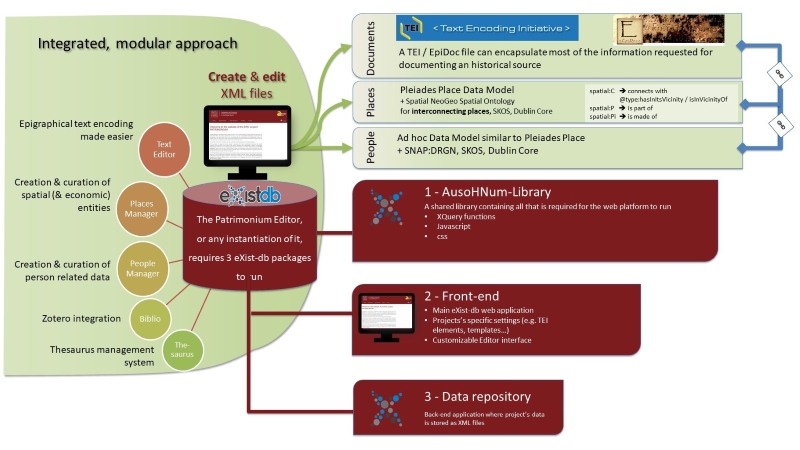 Integrated, modular approach
Create & edit
XML files
Epigraphical text encoding
made easier
Text
Editor
Creation & curation of
spatial (& economic)
entities
Places
Manager
Creation & curation of
person related data
People
Manager
Zotero integration
Biblio
Thesaurus management
system
The-
saurus
eXistdb
The Patrimonium Editor,
or any instantiation of it,
requires 3 eXist-db packages
to run
Documents
TEI
< Text Encoding Initiative >
E
A TEI / EpiDoc file can encapsulate most of the information requested for
documenting an historical source
Places
Pleiades Place Data Model
+ Spatial NeoGeo Spatial Ontology
for interconnecting places, SKOS, Dublin Core
spatial:C ➔ connects with
@type:hasInItsVicinity / isInVicinityOf
spatial:P ➔ Is part of
spatial:Pi ➔ is made of
People
Ad hoc Data Model similar to Pleiades Place
+ SNAP:DRGN, SKOS, Dublin Core
1 - AusoHNum-Library
A shared library containing all that is required for the web platform to run
• XQuery functions
• Javascript
• css
2 - Front-end
• Main eXist-db web application
• Projects's specific settings (e.g. TEI
elements, templates...)
• Customizable Editor interface
3 - Data repository
Back-end application where project's data
is stored as XML files